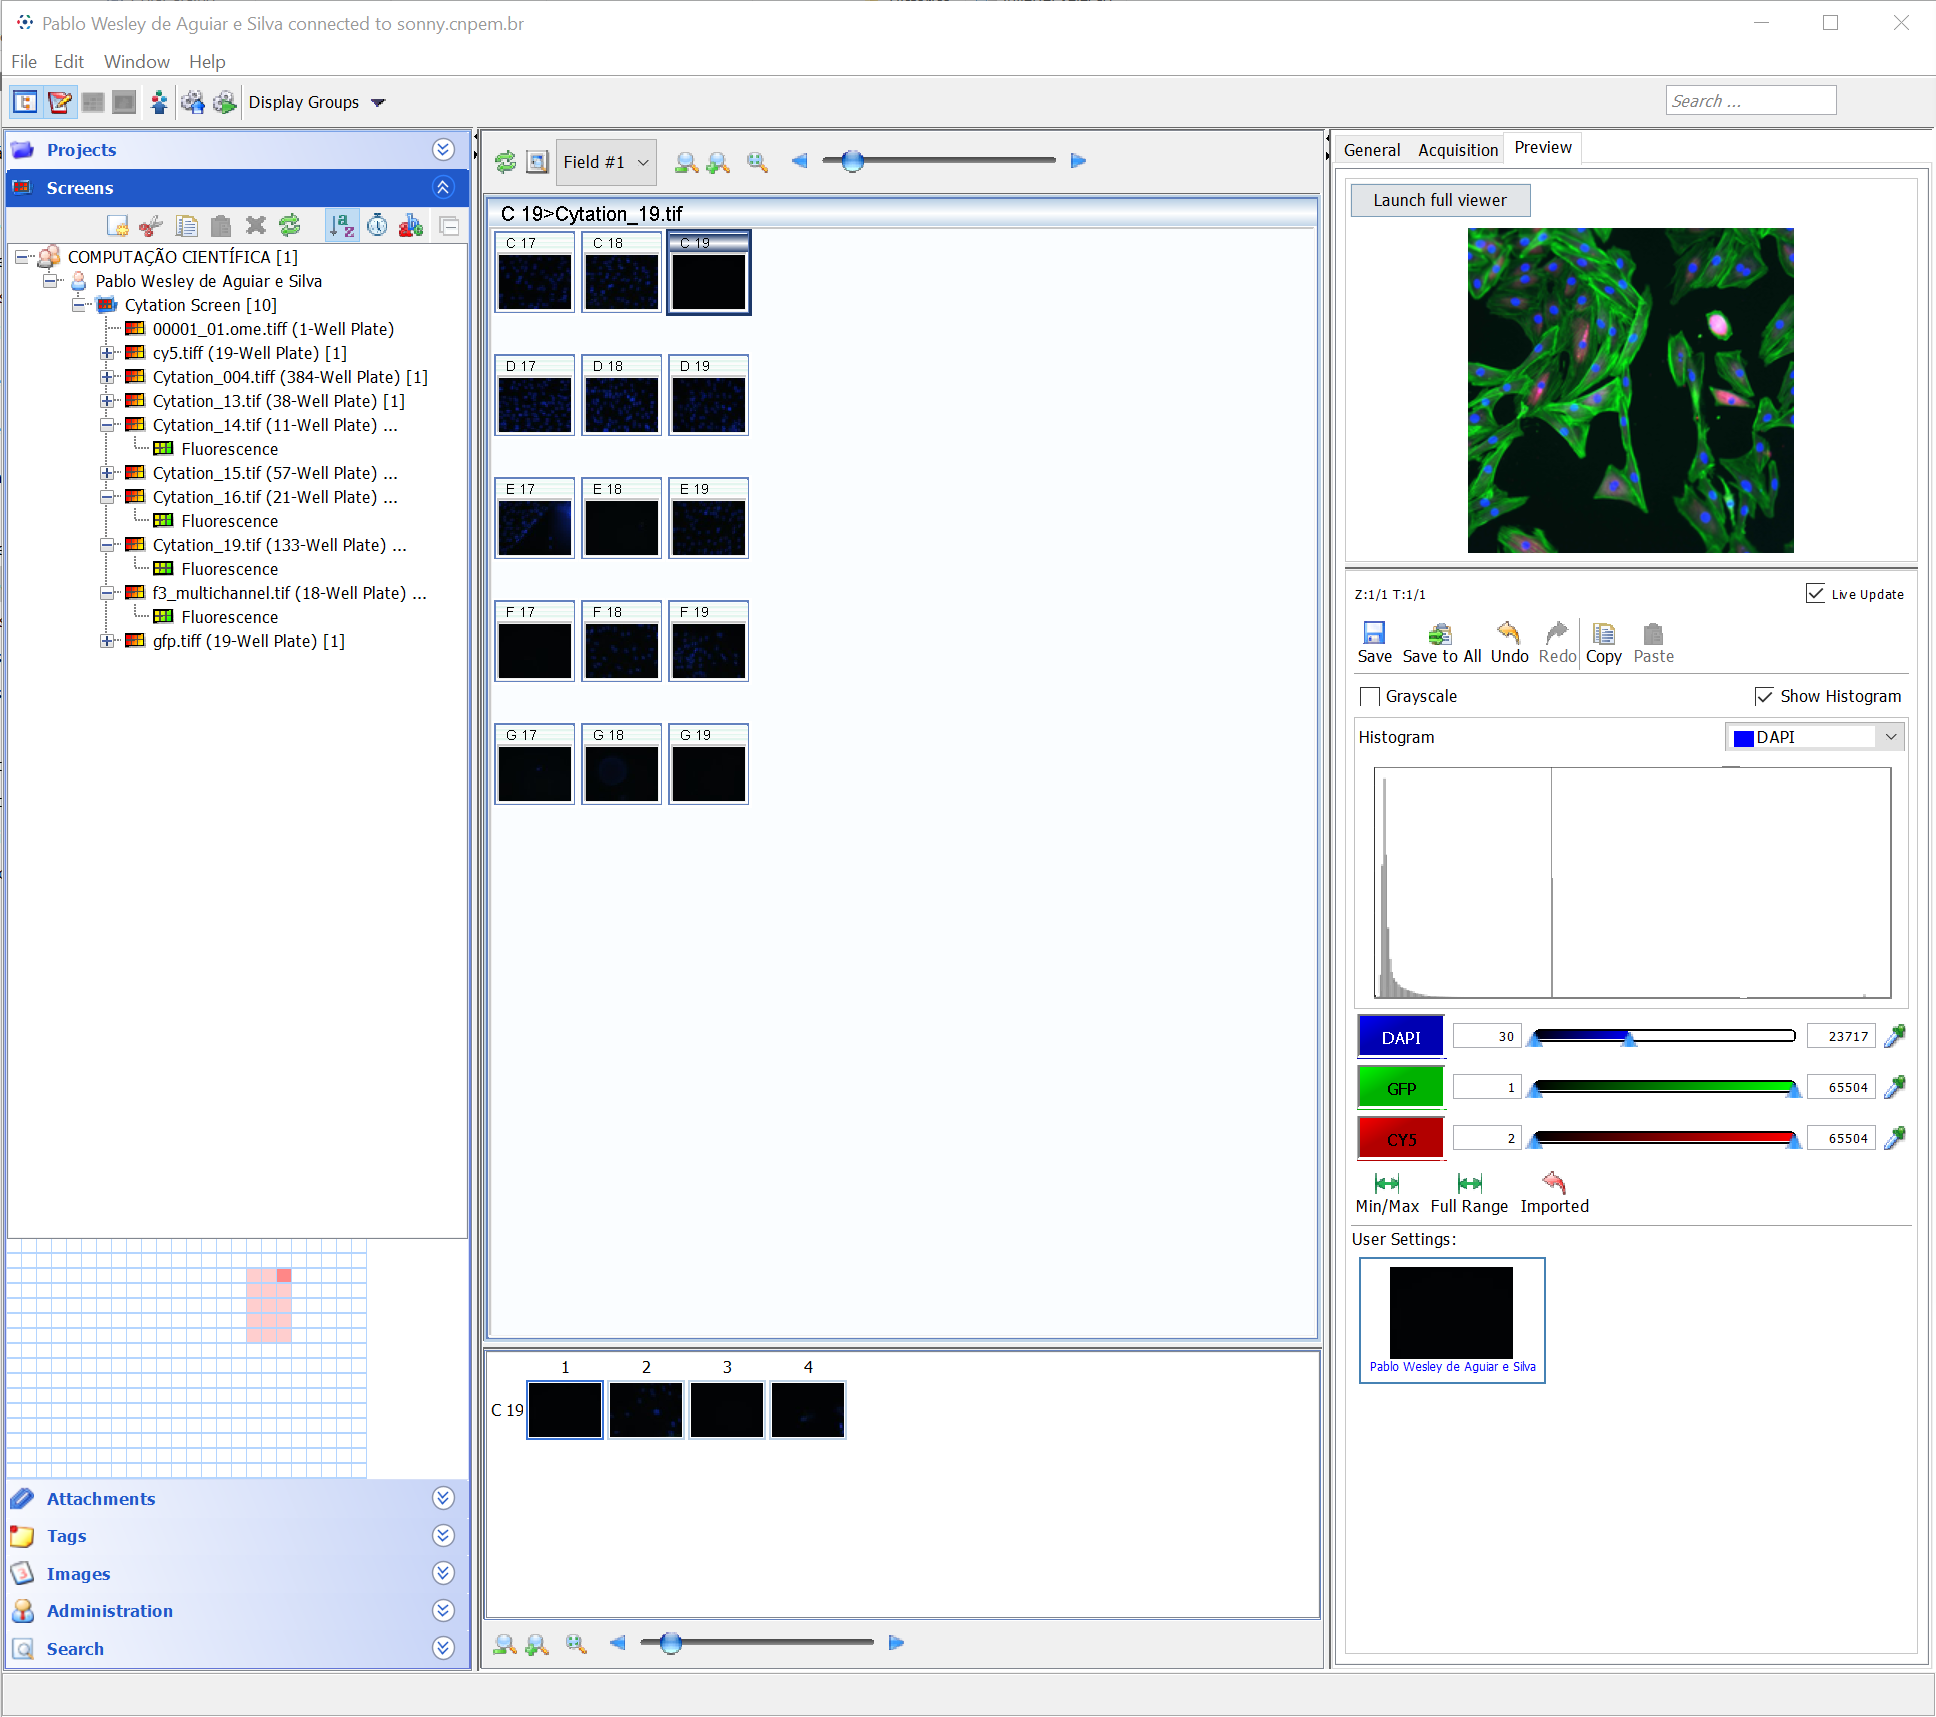 Pablo Wesley de Aguiar e Silva connected to sonny.cnpem.br
File Edit Window Help
Display Groups
Search ...
Projects
Screens
COMPUTAÇÃO CIENTÍFICA [1]
Pablo Wesley de Aguiar e Silva
Cytation Screen [10]
00001_01.ome.tiff (1-Well Plate)
cy5.tiff (19-Well Plate) [1]
Cytation_004.tiff (384-Well Plate) [1]
Cytation_13.tif (38-Well Plate) [1]
Cytation_14.tif (11-Well Plate) ...
Fluorescence
Cytation_15.tif (57-Well Plate) ...
Cytation_16.tif (21-Well Plate) ...
Fluorescence
Cytation_19.tif (133-Well Plate) ...
Fluorescence
f3_multichannel.tif (18-Well Plate) ...
Fluorescence
gfp.tiff (19-Well Plate) [1]
Attachments
Tags
Images
Administration
Search
Field #1
C 19>Cytation_19.tif
C 17 C 18 C 19
D 17 D 18 D 19
E 17 E 18 E 19
F 17 F 18 F 19
G 17 G 18 G 19
1 2 3 4
C 19
General Acquisition Preview
Launch full viewer
Z:1/1 T:1/1 Live Update
Save Save to All Undo Redo Copy Paste
Grayscale Show Histogram
Histogram DAPI
DAPI 30 23717
GFP 1 65504
CY5 2 65504
Min/Max Full Range Imported
User Settings:
Pablo Wesley de Aguiar e Silva